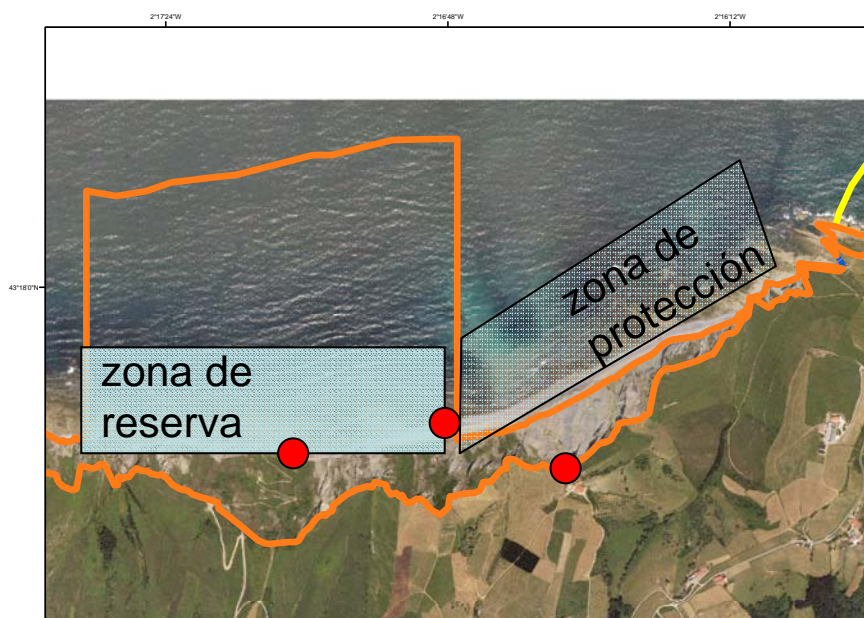 2°17'24"W
2°16'48"W
2°16'12"W
43°18'0"N
zona de
protección
zona de
reserva